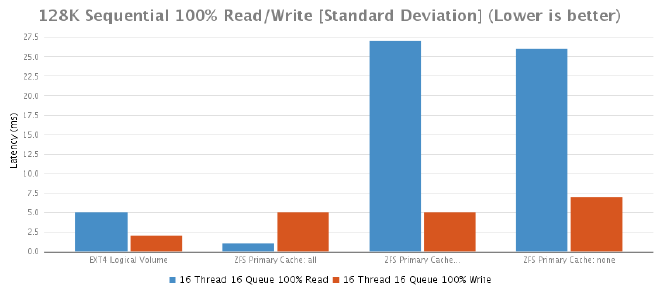 128K Sequential 100% Read/Write [Standard Deviation] (Lower is better)
Latency (ms)
27.5
25.0
22.5
20.0
17.5
15.0
12.5
10.0
7.5
5.0
2.5
0.0
EXT4 Logical Volume
ZFS Primary Cache: all
ZFS Primary Cache...
ZFS Primary Cache: none
16 Thread 16 Queue 100% Read
16 Thread 16 Queue 100% Write